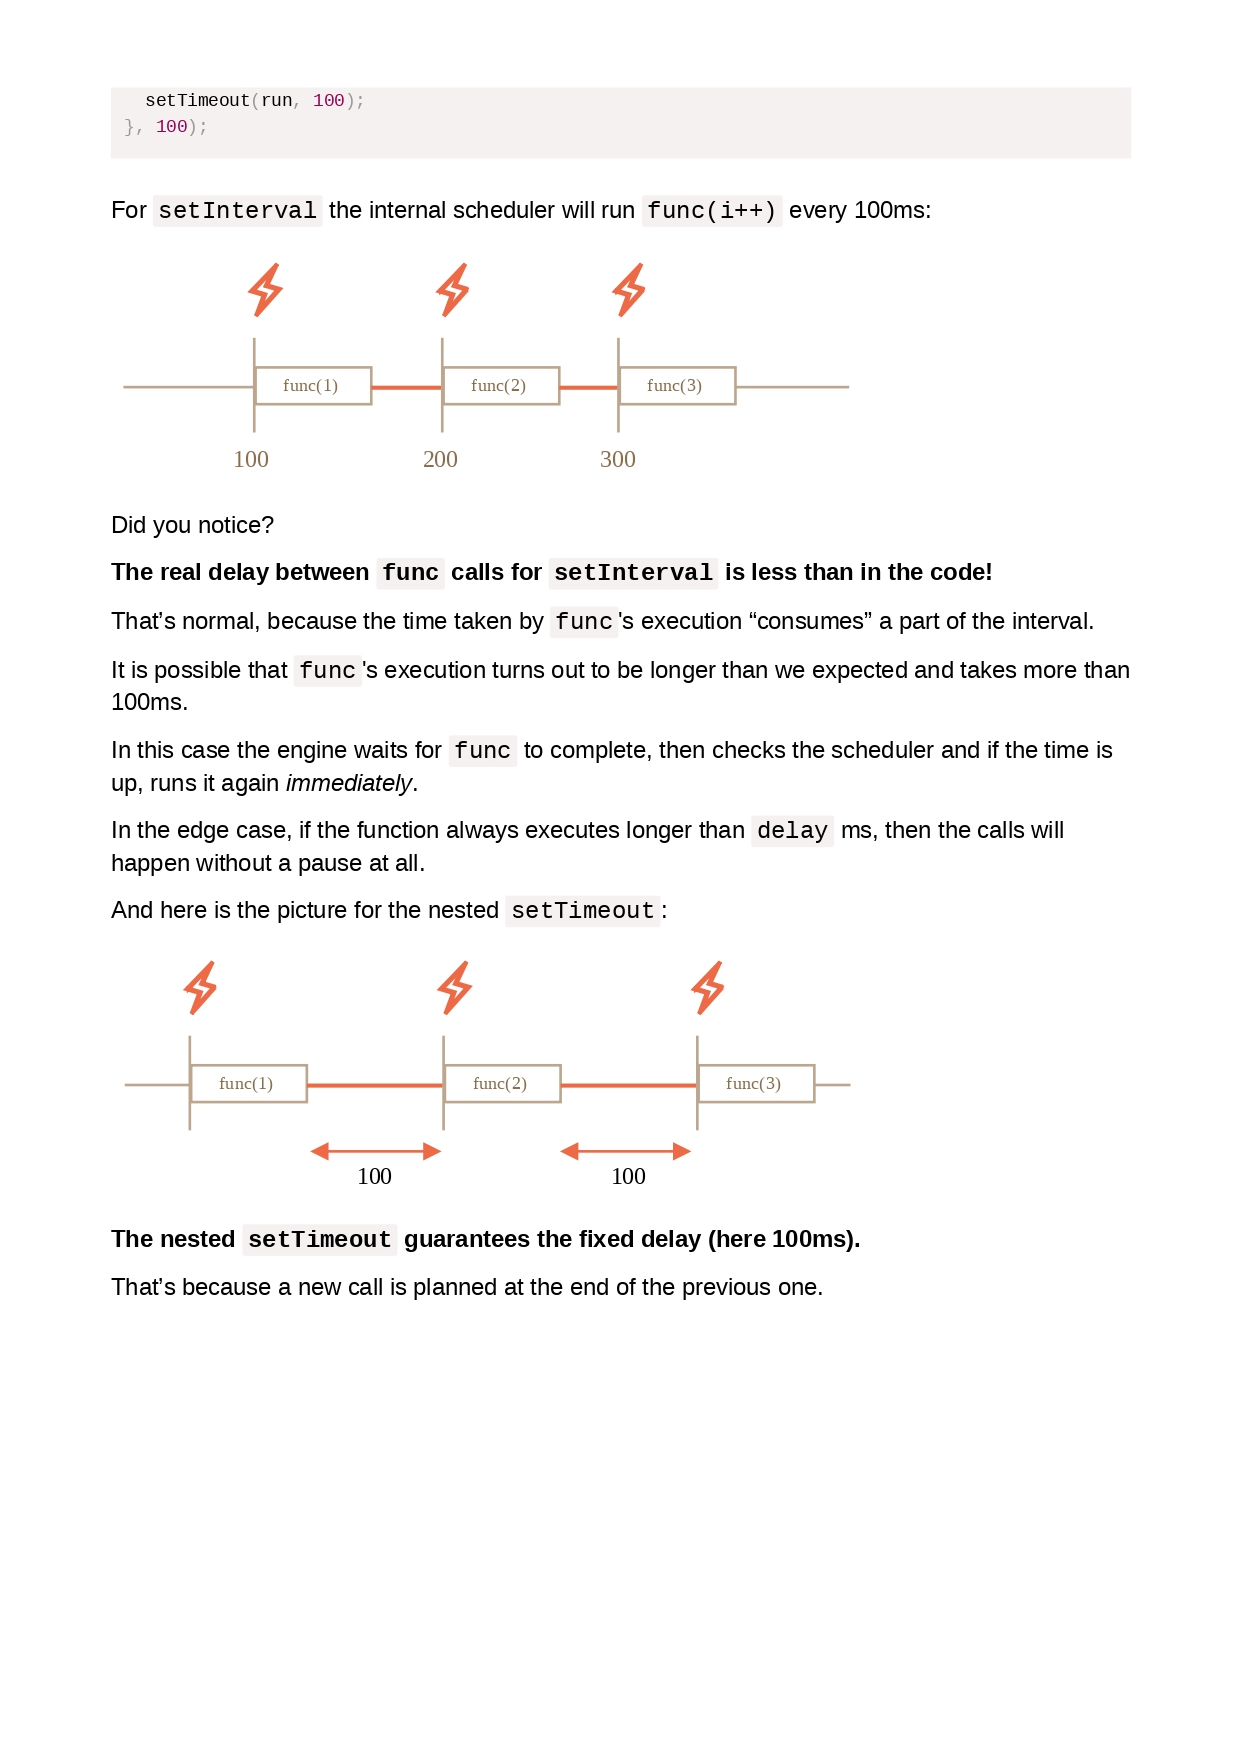 setTimeout(run, 100);
}, 100);
For setInterval the internal scheduler will run func(i++) every 100ms:
func(1) func(2) func(3)
100 200 300
Did you notice?
The real delay between func calls for setInterval is less than in the code!
That’s normal, because the time taken by func's execution “consumes” a part of the interval.
It is possible that func's execution turns out to be longer than we expected and takes more than
100ms.
In this case the engine waits for func to complete, then checks the scheduler and if the time is
up, runs it again immediately.
In the edge case, if the function always executes longer than delay ms, then the calls will
happen without a pause at all.
And here is the picture for the nested setTimeout:
func(1) func(2) func(3)
100 100
The nested setTimeout guarantees the fixed delay (here 100ms).
That’s because a new call is planned at the end of the previous one.